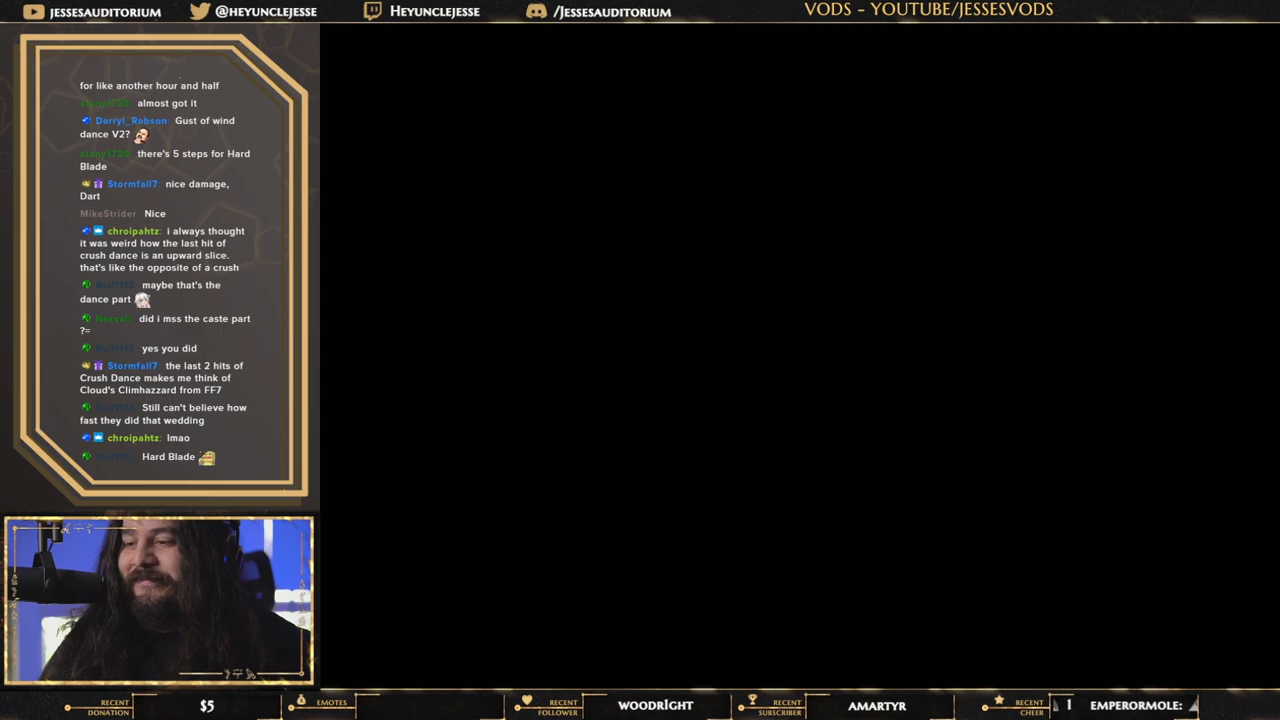 JESSESAUDITORIUM @HEYUNCLEJESSE HEYUNCLEJESSE /JESSESAUDITORIUM VODS - YOUTUBE/JESSESVODS
for like another hour and half
almost got it
Darryl_Robson: Gust of wind
dance V2?
there's 5 steps for Hard
Blade
Stormfall7: nice damage,
Dart
MikeStrider Nice
chroipahtz: i always thought
it was weird how the last hit of
crush dance is an upward slice.
that's like the opposite of a crush
maybe that's the
dance part
Nexvall: did i mss the caste part
?=
yes you did
Stormfall7: the last 2 hits of
Crush Dance makes me think of
Cloud's Climhazzard from FF7
Still can't believe how
fast they did that wedding
chroipahtz: lmao
Hard Blade
RECENT DONATION $5 EMOTES RECENT FOLLOWER WOODR1GHT RECENT SUBSCRIBER AMARTYR RECENT CHEER 1 EMPERORMOLE: